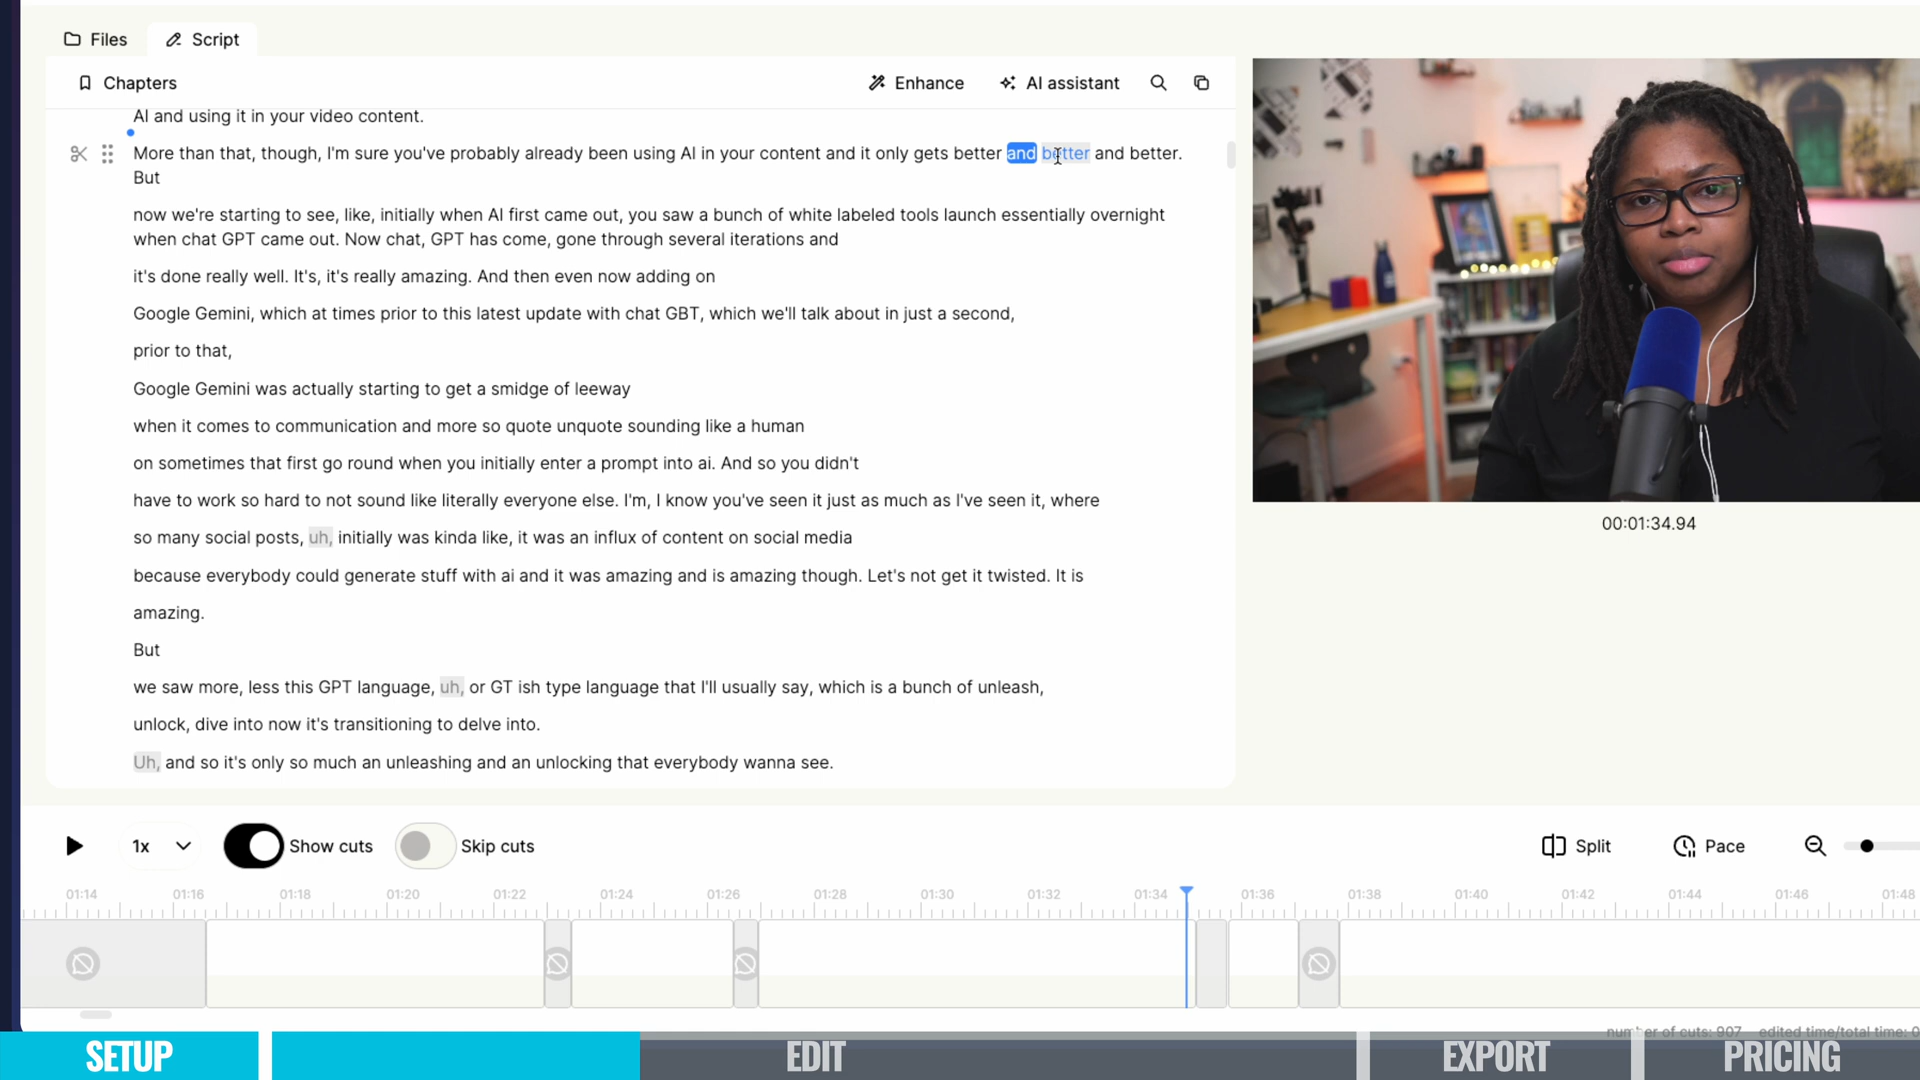 Files
Script
Chapters
Enhance
AI assistant
AI and using it in your video content.
More than that, though, I'm sure you've probably already been using AI in your content and it only gets better and better and better.
But
now we're starting to see, like, initially when AI first came out, you saw a bunch of white labeled tools launch essentially overnight
when chat GPT came out. Now chat, GPT has come, gone through several iterations and
it's done really well. It's, it's really amazing. And then even now adding on
Google Gemini, which at times prior to this latest update with chat GBT, which we'll talk about in just a second,
prior to that,
Google Gemini was actually starting to get a smidge of leeway
when it comes to communication and more so quote unquote sounding like a human
on sometimes that first go round when you initially enter a prompt into ai. And so you didn't
have to work so hard to not sound like literally everyone else. I'm, I know you've seen it just as much as I've seen it, where
so many social posts, uh, initially was kinda like, it was an influx of content on social media
because everybody could generate stuff with ai and it was amazing and is amazing though. Let's not get it twisted. It is
amazing.
But
we saw more, less this GPT language, uh, or GT ish type language that I'll usually say, which is a bunch of unleash,
unlock, dive into now it's transitioning to delve into.
Uh, and so it's only so much an unleashing and an unlocking that everybody wanna see.
00:01:34.94
1x
Show cuts
Skip cuts
Split
Pace
01:14 01:16 01:18 01:20 01:22 01:24 01:26 01:28 01:30 01:32 01:34 01:36 01:38 01:40 01:42 01:44 01:46 01:48
number of cuts: 907 edited time/total time: 0
SETUP
EDIT
EXPORT
PRICING